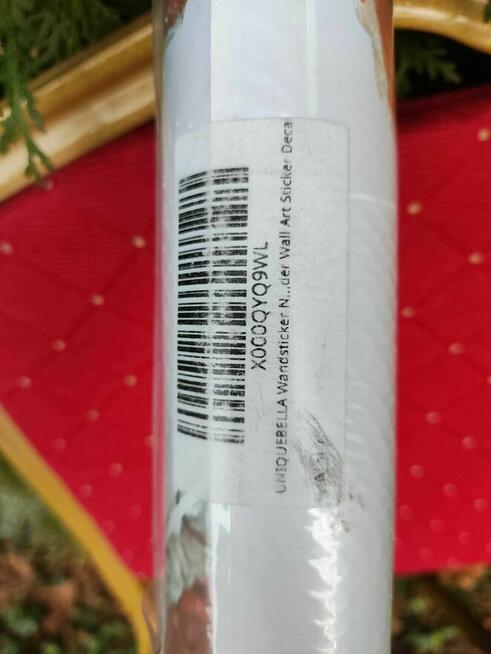 X000QYQ9WL
UNIQUEBELLA Wandsticker N...der Wall Art Sticker Deca